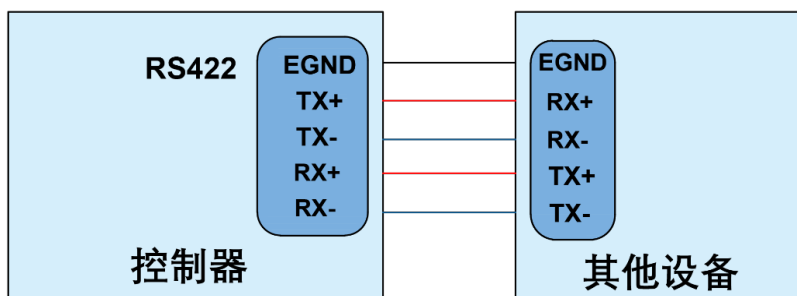 RS422
EGND
TX+
TX-
RX+
RX-
控制器
EGND
RX+
RX-
TX+
TX-
其他设备